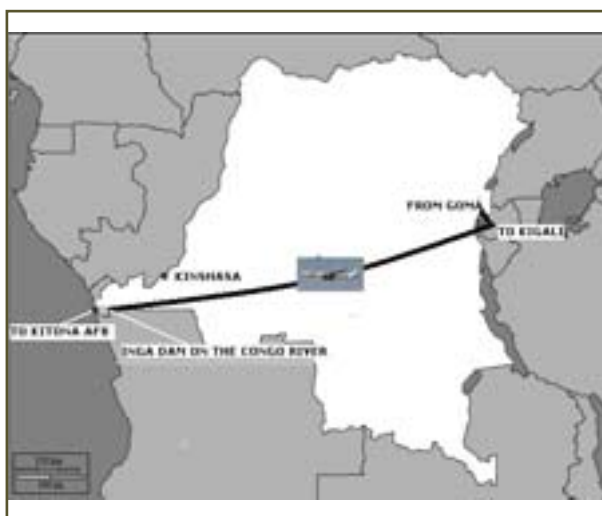 FROM GOMA
TO KIGALI
KINSHASA
TO KITONA AFB
INGA DAM ON THE CONGO RIVER